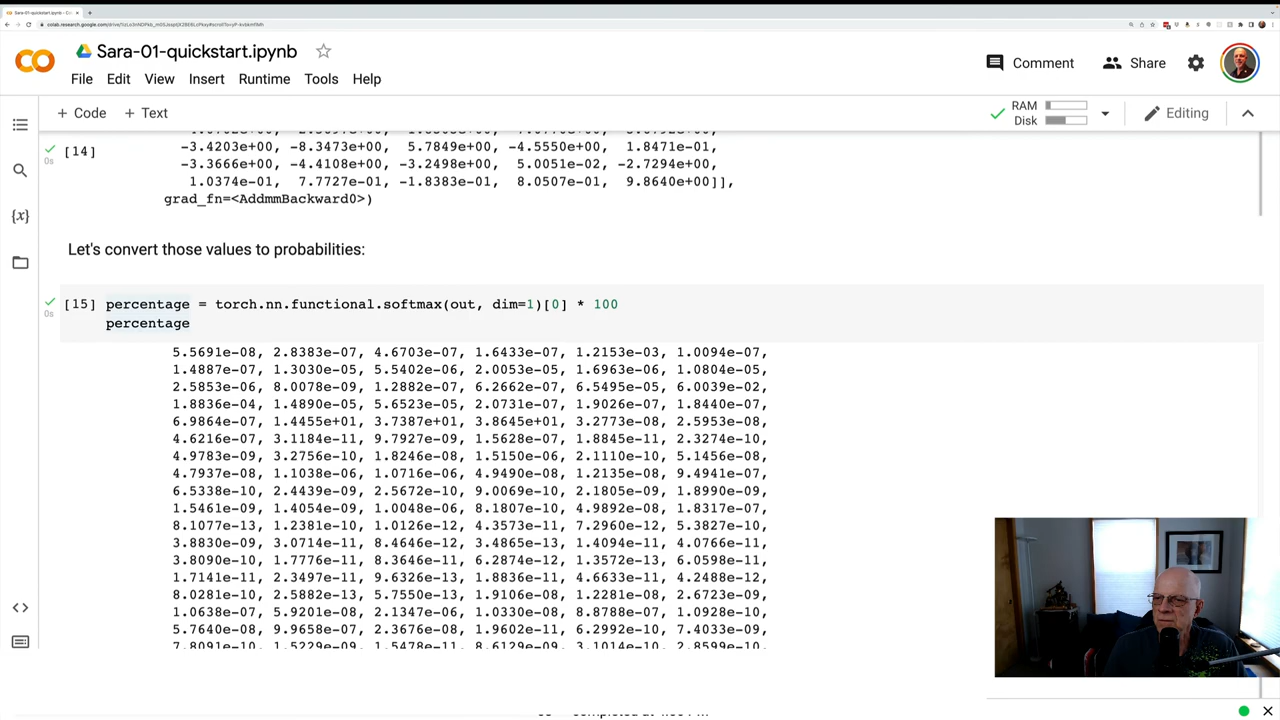 Sara-01-quickstart.ipynb
File Edit View Insert Runtime Tools Help
Comment Share
+ Code + Text
RAM
Disk
Editing
-3.4203e+00, -8.3473e+00, 5.7849e+00, -4.5550e+00, 1.8471e-01,
[14]
0s
-3.3666e+00, -4.4108e+00, -3.2498e+00, 5.0051e-02, -2.7294e+00,
1.0374e-01, 7.7727e-01, -1.8383e-01, 8.0507e-01, 9.8640e+00]],
grad_fn=<AddmmBackward0>)
Let's convert those values to probabilities:
[15] percentage = torch.nn.functional.softmax(out, dim=1)[0] * 100
0s
percentage
5.5691e-08, 2.8383e-07, 4.6703e-07, 1.6433e-07, 1.2153e-03, 1.0094e-07,
1.4887e-07, 1.3030e-05, 5.5402e-06, 2.0053e-05, 1.6963e-06, 1.0804e-05,
2.5853e-06, 8.0078e-09, 1.2882e-07, 6.2662e-07, 6.5495e-05, 6.0039e-02,
1.8836e-04, 1.4890e-05, 5.6523e-05, 2.0731e-07, 1.9026e-07, 1.8440e-07,
6.9864e-07, 1.4455e+01, 3.7387e+01, 3.8645e+01, 3.2773e-08, 2.5953e-08,
4.6216e-07, 3.1184e-11, 9.7927e-09, 1.5628e-07, 1.8845e-11, 2.3274e-10,
4.9783e-09, 3.2756e-10, 1.8246e-08, 1.5150e-06, 2.1110e-10, 5.1456e-08,
4.7937e-08, 1.1038e-06, 1.0716e-06, 4.9490e-08, 1.2135e-08, 9.4941e-07,
6.5338e-10, 2.4439e-09, 2.5672e-10, 9.0069e-10, 2.1805e-09, 1.8990e-09,
1.5461e-09, 1.4054e-09, 1.0048e-06, 8.1807e-10, 4.9892e-08, 1.8317e-07,
8.1077e-13, 1.2381e-10, 1.0126e-12, 4.3573e-11, 7.2960e-12, 5.3827e-10,
3.8830e-09, 3.0714e-11, 8.4646e-12, 3.4865e-13, 1.4094e-11, 4.0766e-11,
3.8090e-10, 1.7776e-11, 8.3646e-11, 6.2874e-12, 1.3572e-13, 6.0598e-11,
1.7141e-11, 2.3497e-11, 9.6326e-13, 1.8836e-11, 4.6633e-11, 4.2488e-12,
8.0281e-10, 2.5882e-13, 5.7550e-13, 1.9106e-08, 1.2281e-08, 2.6723e-09,
1.0638e-07, 5.9201e-08, 2.1347e-06, 1.0330e-08, 8.8788e-07, 1.0928e-10,
5.7640e-08, 9.9658e-07, 2.3676e-08, 1.9602e-11, 6.2992e-10, 7.4033e-09,
7.8091e-10, 1.5229e-09, 1.5478e-11, 8.6129e-09, 3.1014e-10, 2.8599e-10,